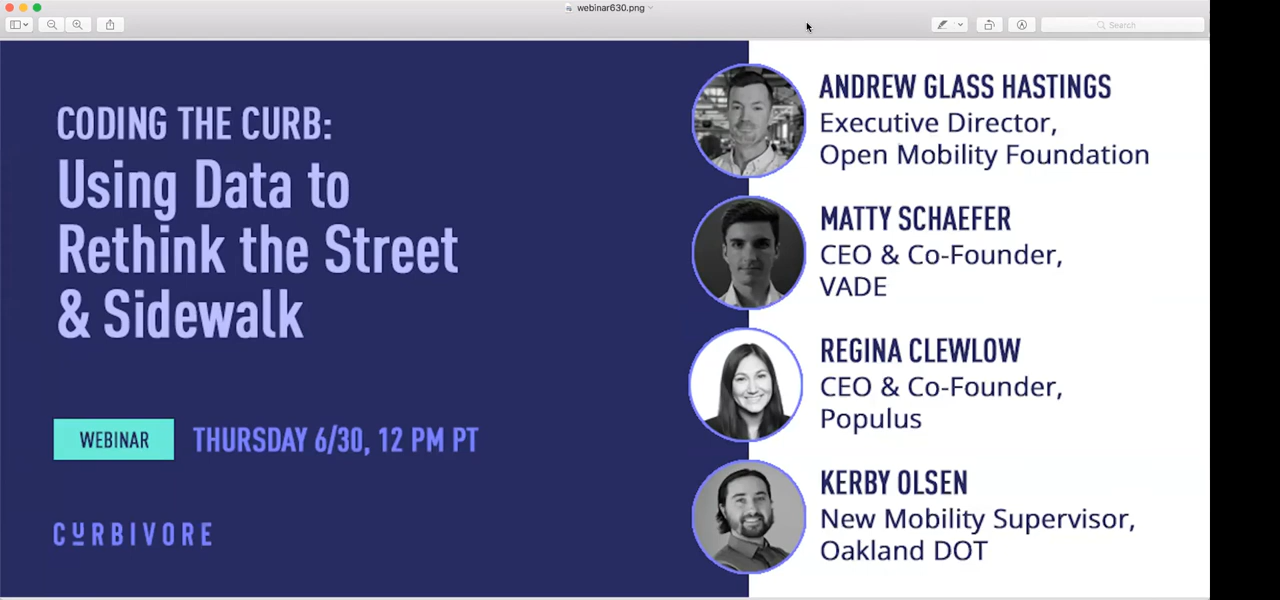 webinar630.png
Search
CODING THE CURB:
Using Data to
Rethink the Street
& Sidewalk
WEBINAR
THURSDAY 6/30, 12 PM PT
CURBIVORE
ANDREW GLASS HASTINGS
Executive Director,
Open Mobility Foundation
MATTY SCHAEFER
CEO & Co-Founder,
VADE
REGINA CLEWLOW
CEO & Co-Founder,
Populus
KERBY OLSEN
New Mobility Supervisor,
Oakland DOT